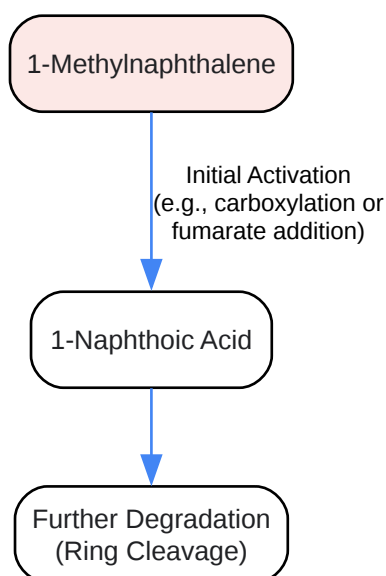 1-Methylnaphthalene
Initial Activation
(e.g., carboxylation or
fumarate addition)
1-Naphthoic Acid
Further Degradation
(Ring Cleavage)